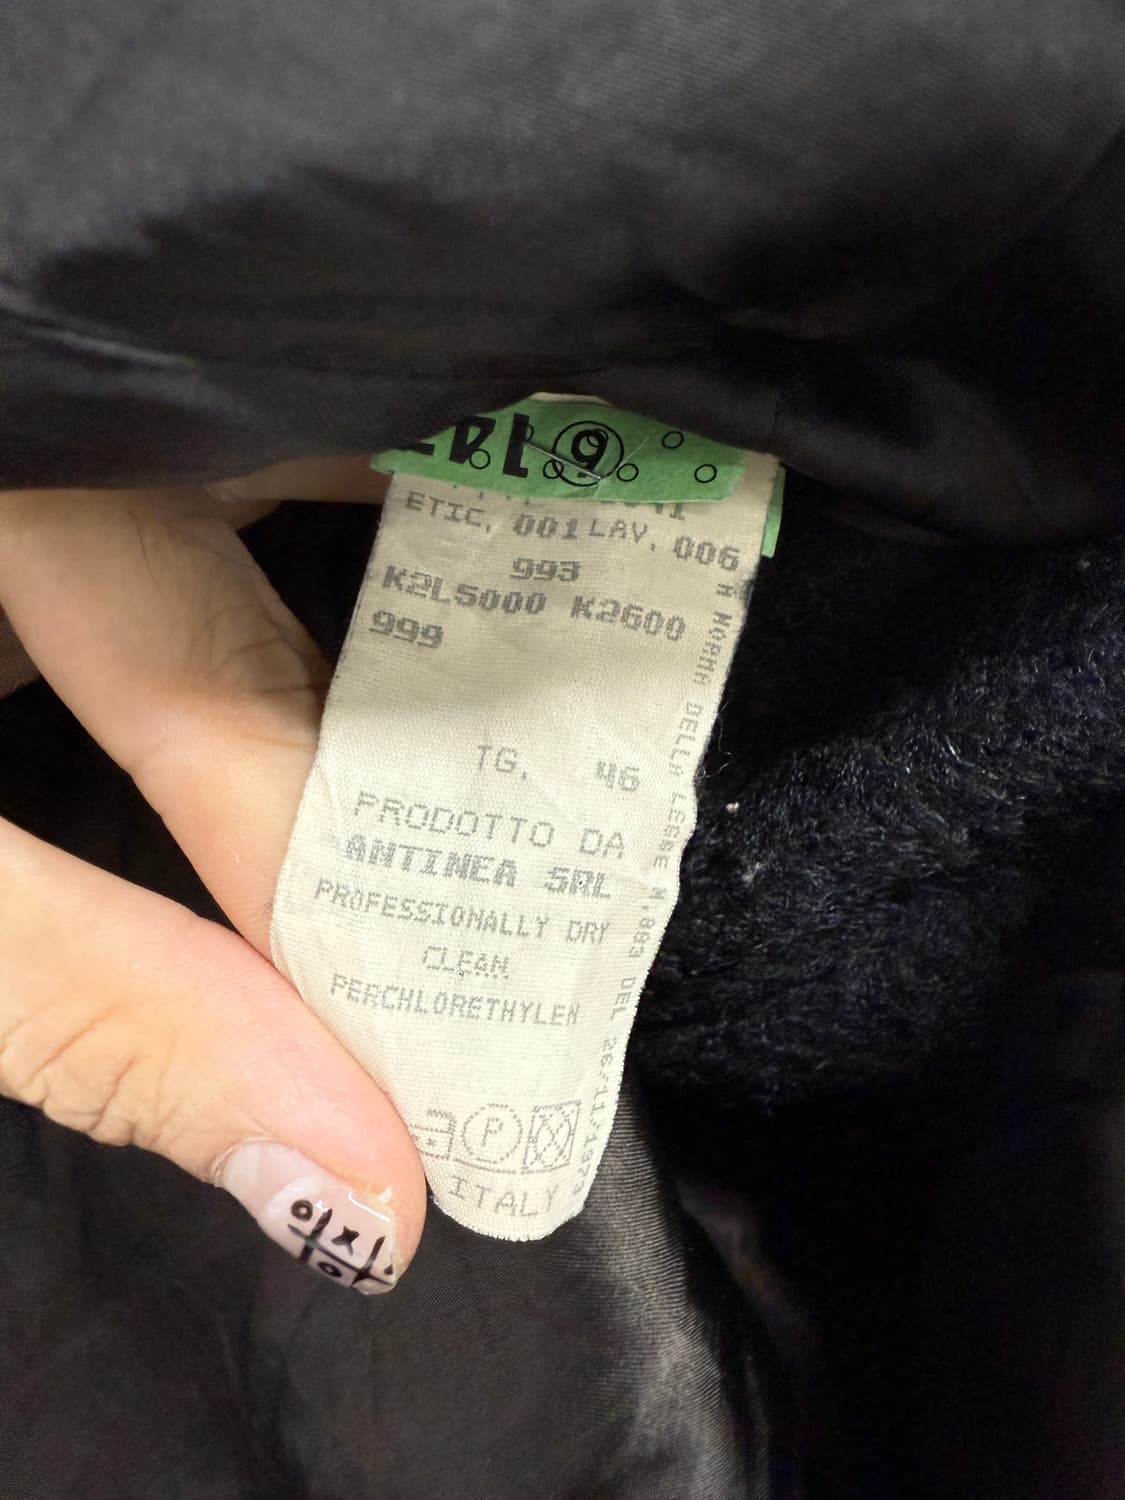 6
ETIC. 001 LAV. 006
993
K2L5000 K2600
999
TG. 46
PRODOTTO DA
ANTINEA SRL
PROFESSIONALLY DRY
CLEAN
PERCHLORETHYLEN
P
ITALY
A NORMA DELLA LEGGE N.883 DEL 26/11/1973
O X
O